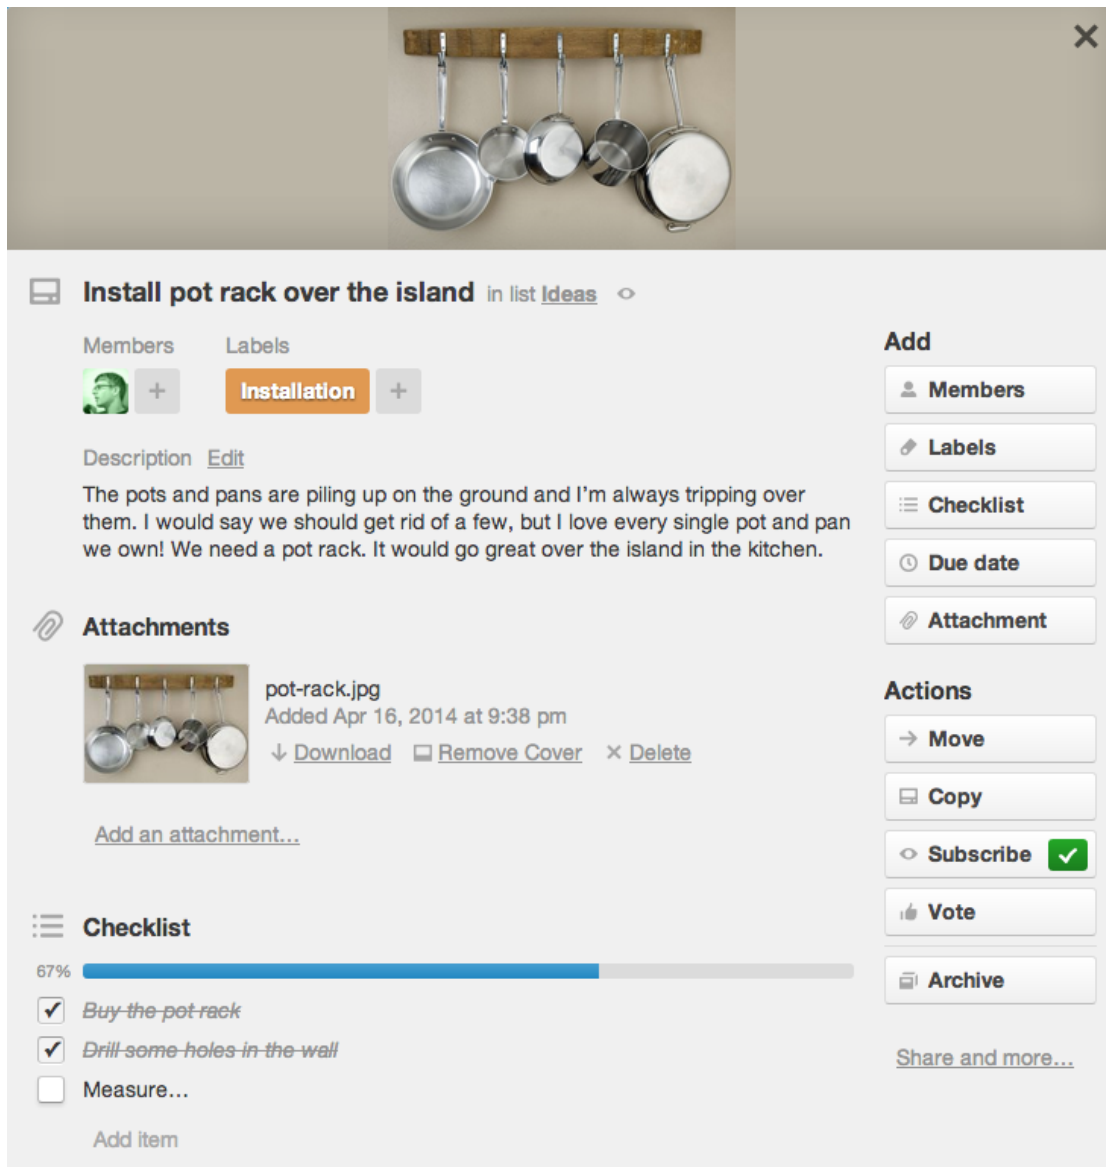 Install pot rack over the island in list Ideas
Members Labels
Installation
Description Edit
The pots and pans are piling up on the ground and I'm always tripping over
them. I would say we should get rid of a few, but I love every single pot and pan
we own! We need a pot rack. It would go great over the island in the kitchen.
Attachments
pot-rack.jpg
Added Apr 16, 2014 at 9:38 pm
Download Remove Cover Delete
Add an attachment…
Checklist
67%
Buy the pot rack
Drill some holes in the wall
Measure…
Add item
Add
Members
Labels
Checklist
Due date
Attachment
Actions
Move
Copy
Subscribe
Vote
Archive
Share and more…